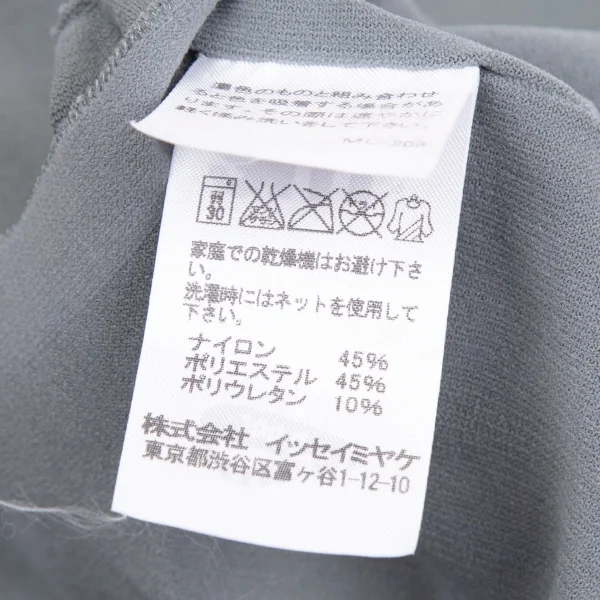 濃色のものと組み合わせ
ると色を吸着する場合があ
ります。その際は速やかに
軽く揉み洗いをして下さい。
弱
30
家庭での乾燥機はお避け下さ
い。
洗濯時にはネットを使用して
下さい。
ナイロン 45%
ポリエステル 45%
ポリウレタン 10%
株式会社 イッセイミヤケ
東京都渋谷区富ヶ谷1-12-10